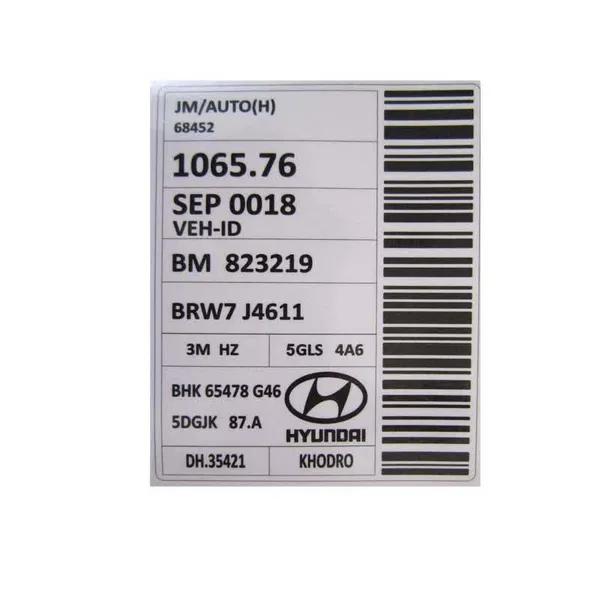 JM/AUTO(H)
68452
1065.76
SEP 0018
VEH-ID
BM 823219
BRW7 J4611
3M HZ 5GLS 4A6
BHK 65478 G46
5DGJK 87.A
HYUNDAI
DH.35421 KHODRO